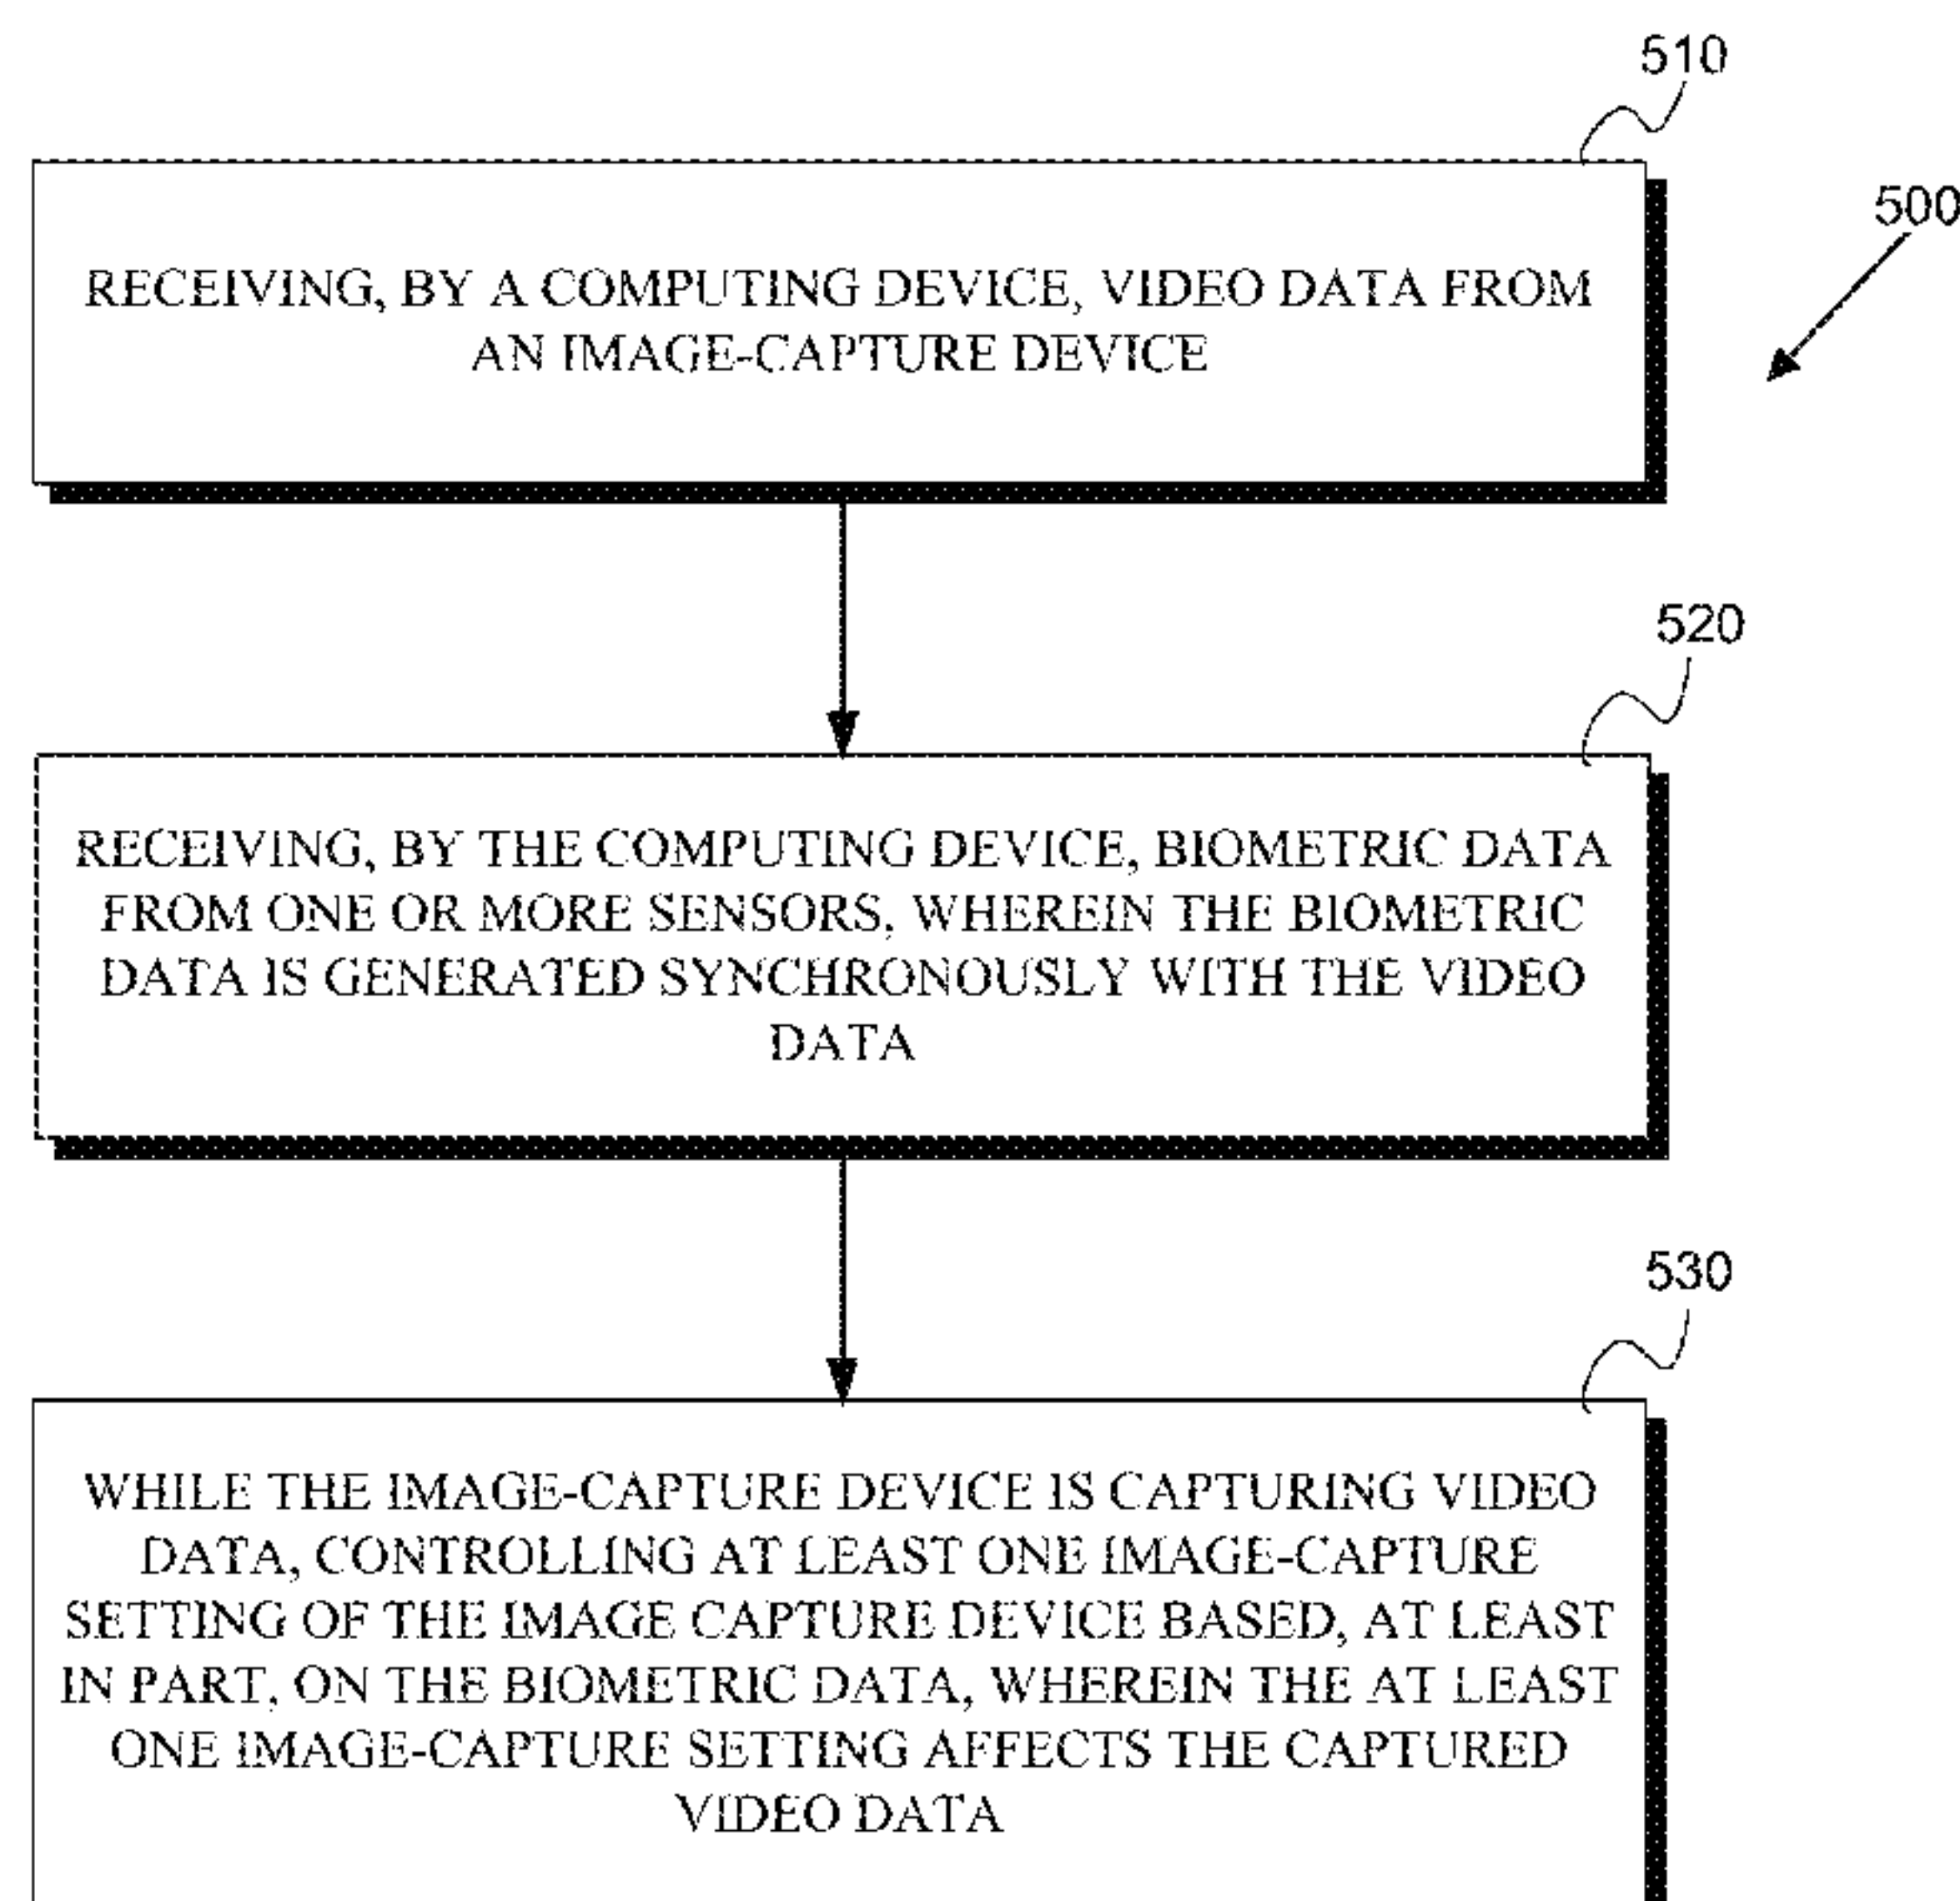 510
500
RECEIVING, BY A COMPUTING DEVICE, VIDEO DATA FROM
AN IMAGE-CAPTURE DEVICE
520
RECEIVING, BY THE COMPUTING DEVICE, BIOMETRIC DATA
FROM ONE OR MORE SENSORS, WHEREIN THE BIOMETRIC
DATA IS GENERATED SYNCHRONOUSLY WITH THE VIDEO
DATA
530
WHILE THE IMAGE-CAPTURE DEVICE IS CAPTURING VIDEO
DATA, CONTROLLING AT LEAST ONE IMAGE-CAPTURE
SETTING OF THE IMAGE CAPTURE DEVICE BASED, AT LEAST
IN PART, ON THE BIOMETRIC DATA, WHEREIN THE AT LEAST
ONE IMAGE-CAPTURE SETTING AFFECTS THE CAPTURED
VIDEO DATA